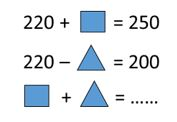 220 + = 250
220 – = 200
+ = ......